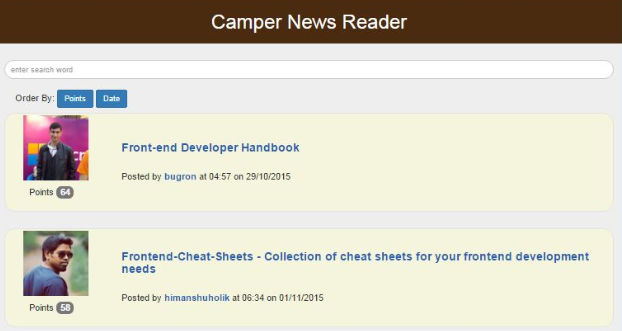 Camper News Reader
enter search word
Order By: Points Date
Front-end Developer Handbook
Posted by bugron at 04:57 on 29/10/2015
Points 64
Frontend-Cheat-Sheets - Collection of cheat sheets for your frontend development
needs
Posted by himanshuholik at 06:34 on 01/11/2015
Points 58